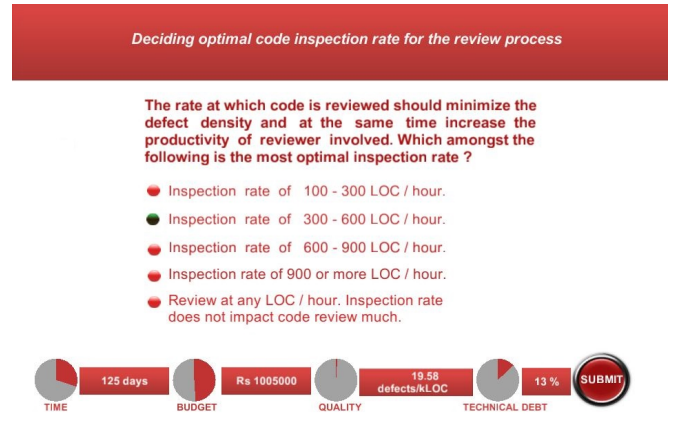 Deciding optimal code inspection rate for the review process
The rate at which code is reviewed should minimize the
defect density and at the same time increase the
productivity of reviewer involved. Which amongst the
following is the most optimal inspection rate ?
Inspection rate of 100 - 300 LOC / hour.
Inspection rate of 300 - 600 LOC / hour.
Inspection rate of 600 - 900 LOC / hour.
Inspection rate of 900 or more LOC / hour.
Review at any LOC / hour. Inspection rate
does not impact code review much.
125 days
Rs 1005000
19.58
defects/kLOC
13 %
SUBMIT
TIME
BUDGET
QUALITY
TECHNICAL DEBT